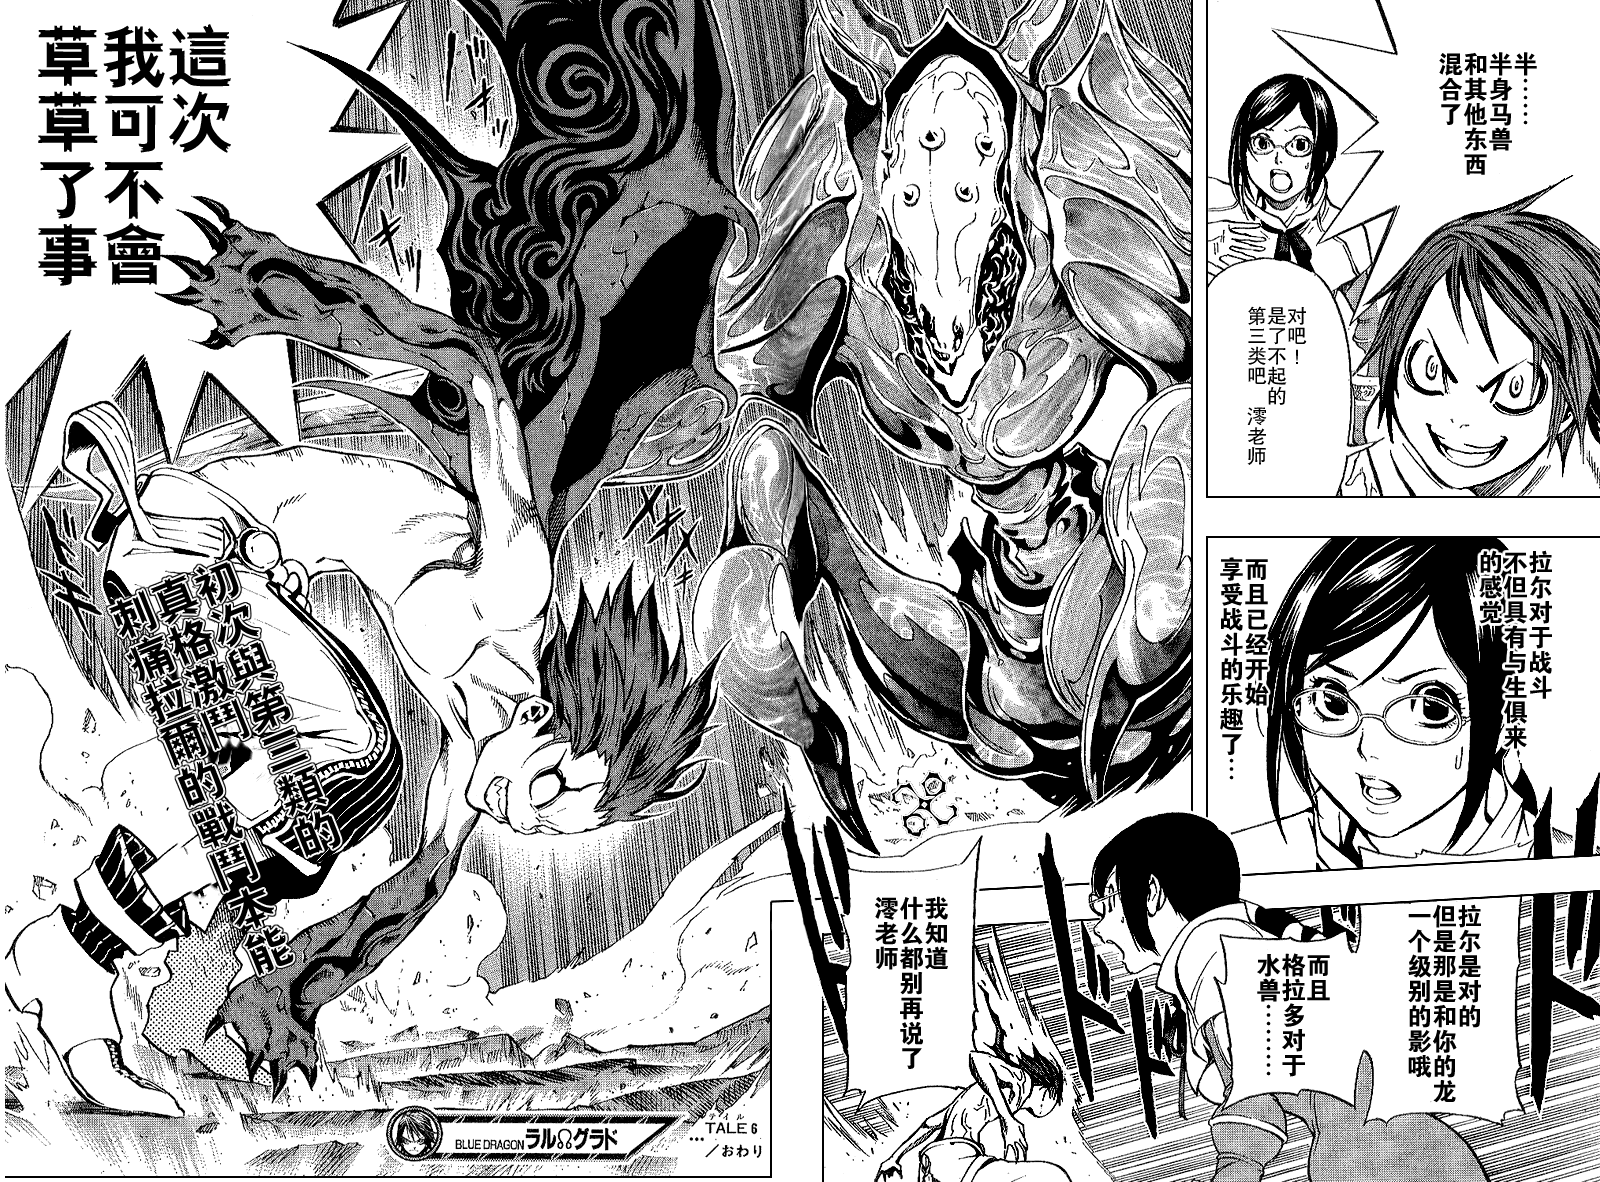 半……
半身马兽
和其他东西
混合了
对吧！
是了不起的
第三类吧 澪老师
拉尔对于战斗
不但具有与生俱来
的感觉
而且已经开始
享受战斗的乐趣了…
拉尔是对的
但是那是和你的龙
一个级别的影哦
而且
格拉多对于
水兽………
我知道
什么都别再说了
澪老师
這次
我可不會
草草了事
初次與第三類的
真格激鬥
刺痛拉爾的戰鬥本能
BLUE DRAGON ラルΩグラド
テイル
TALE 6
…／おわり